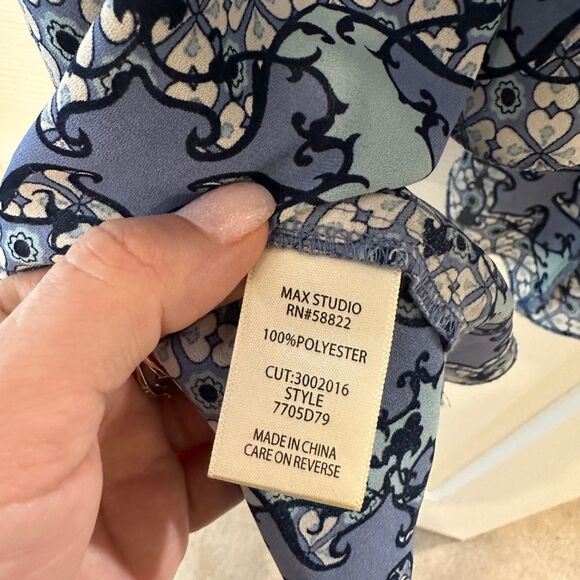 MAX STUDIO
RN#58822
100%POLYESTER
CUT:3002016
STYLE
7705D79
MADE IN CHINA
CARE ON REVERSE